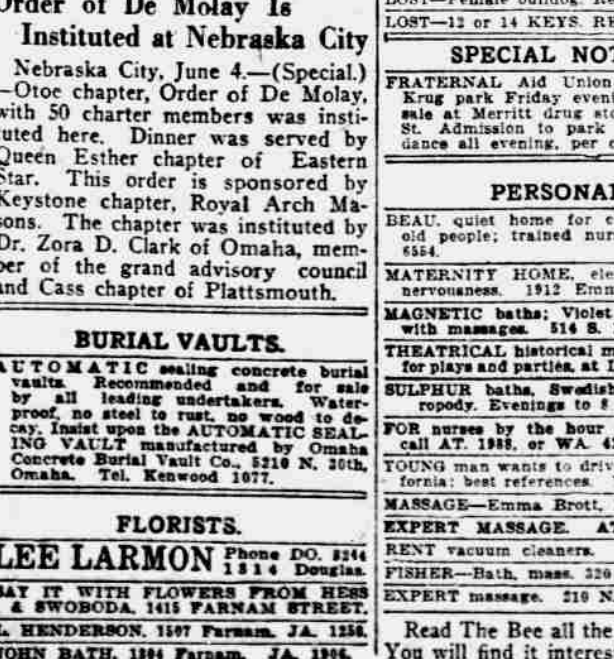 Order of De Molay Is
Instituted at Nebraska City
Nebraska City, June 4.—(Special.)
—Otoe chapter, Order of De Molay,
with 50 charter members was insti-
tuted here. Dinner was served by
Queen Esther chapter of Eastern
Star. This order is sponsored by
Keystone chapter, Royal Arch Ma-
sons. The chapter was instituted by
Dr. Zora D. Clark of Omaha, mem-
ber of the grand advisory council
and Cass chapter of Plattsmouth.
BURIAL VAULTS.
AUTOMATIC sealing concrete burial
vaults. Recommended and for sale
by all leading undertakers. Water-
proof, no steel to rust, no wood to de-
cay. Insist upon the AUTOMATIC SEAL-
ING VAULT manufactured by Omaha
Concrete Burial Vault Co., 5210 N. 30th,
Omaha. Tel. Kenwood 1077.
FLORISTS.
LEE LARMON Phone DO. 8244
1814 Douglas.
SAY IT WITH FLOWERS FROM HESS
& SWOBODA, 1415 FARNAM STREET.
L. HENDERSON, 1507 Farnam. JA. 1258.
JOHN BATH, 1804 Farnam. JA. 1906.
LOST—Female bulldog.
LOST—12 or 14 KEYS.
SPECIAL NO
FRATERNAL Aid Union
Krug park Friday even
sale at Merritt drug sto
St. Admission to park
dance all evening, per
PERSONA
BEAU. quiet home for
old people; trained nur
6554.
MATERNITY HOME, ele
nervousness. 1912 Emm
MAGNETIC baths; Violet
with massages. 514 S.
THEATRICAL historical
for plays and parties, at
SULPHUR baths, Swedish
ropody. Evenings to 8
FOR nurses by the hour
call AT. 1988, or WA.
YOUNG man wants to driv
fornia; best references.
MASSAGE—Emma Brott,
EXPERT MASSAGE.
RENT vacuum cleaners.
FISHER—Bath, mass. 320
EXPERT massage. 210 N.
Read The Bee all the
You will find it interes